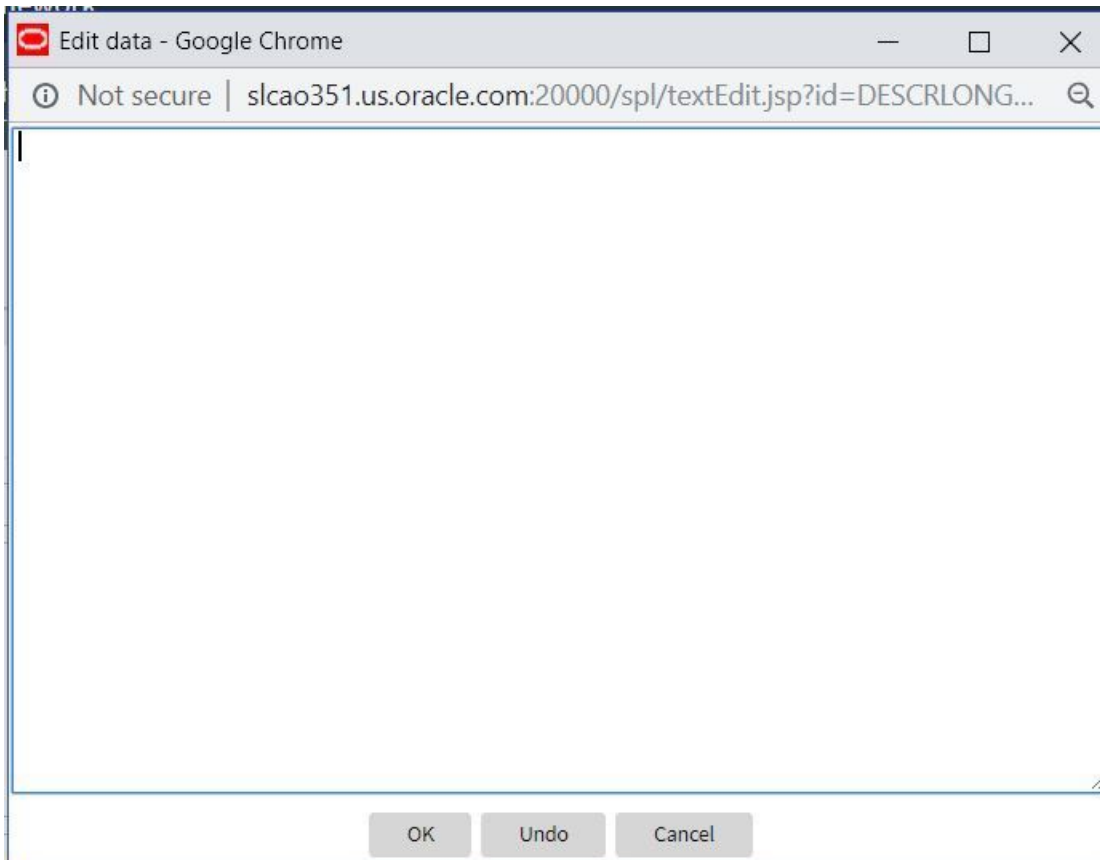 Edit data - Google Chrome
Not secure | slcao351.us.oracle.com:20000/spl/textEdit.jsp?id=DESCRLONG...
OK Undo Cancel